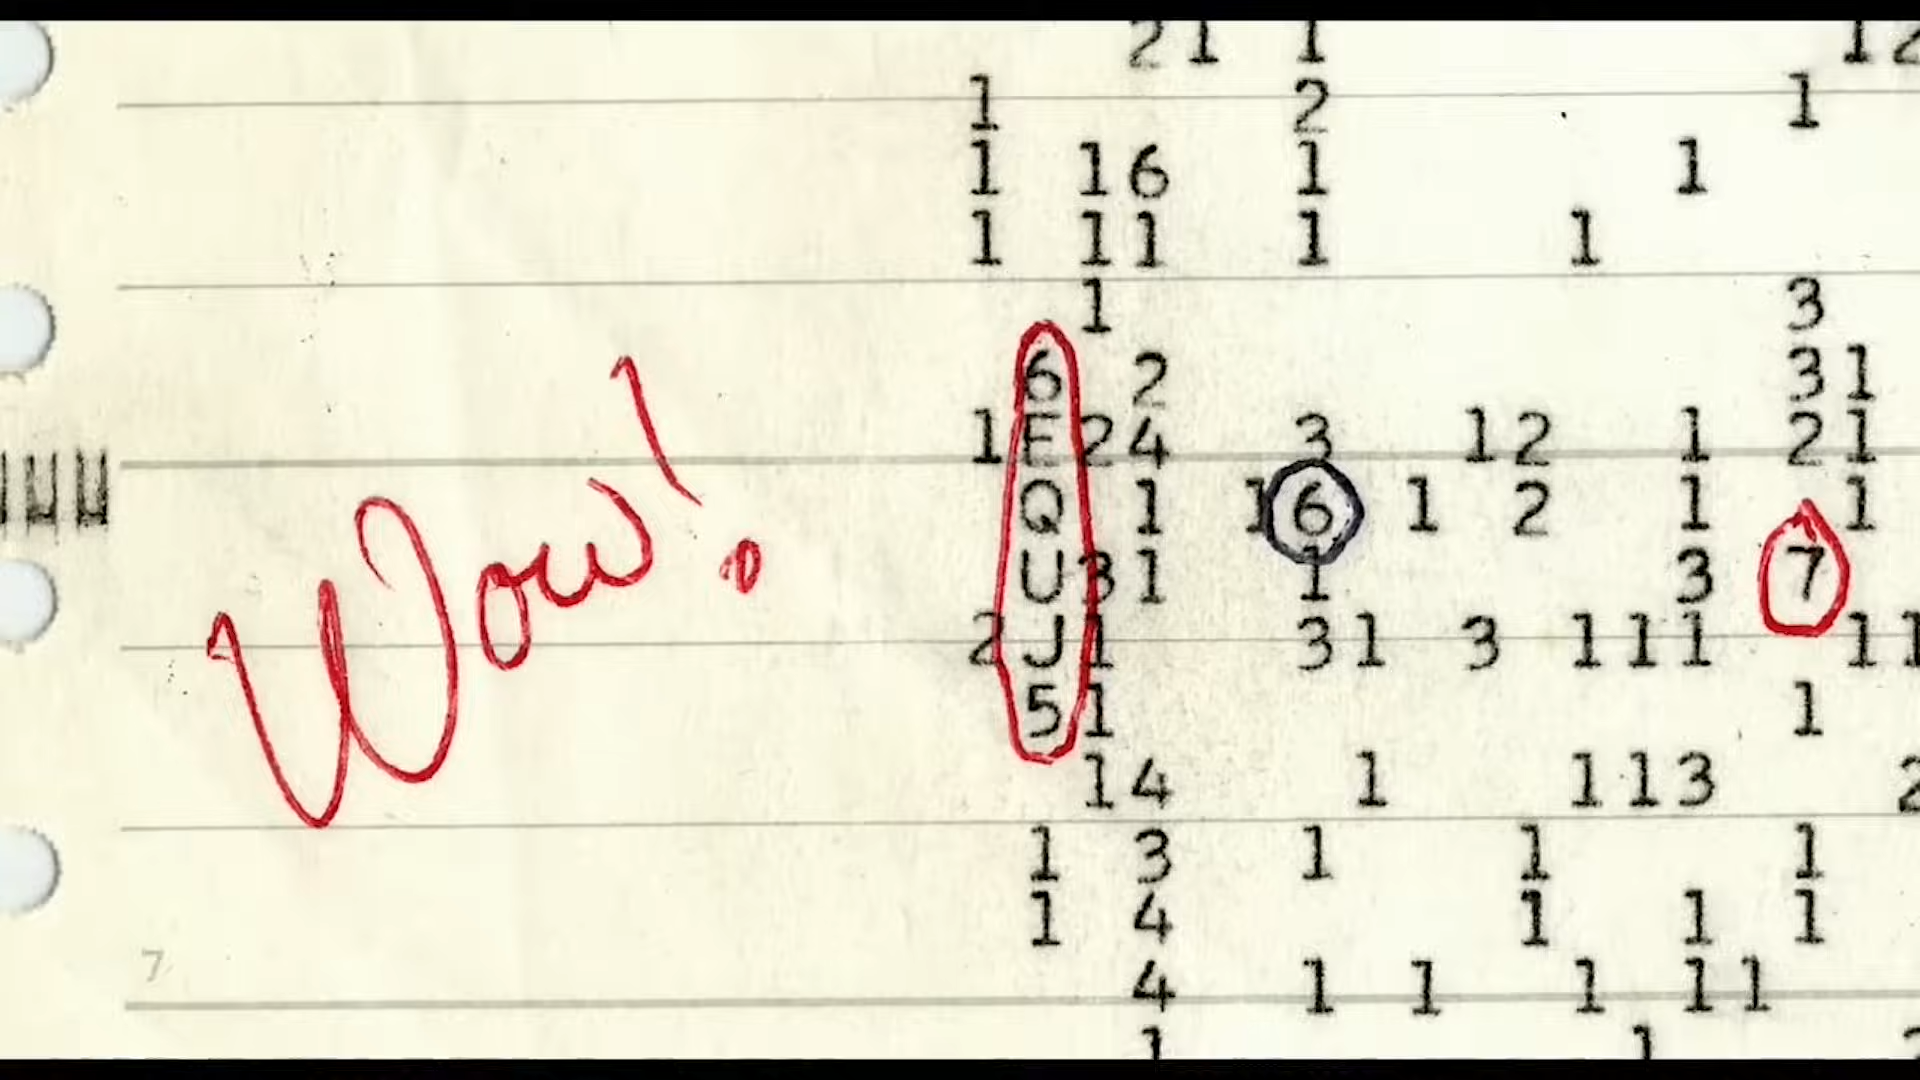 21 1 12
1 2 1
1 16 1 1
1 11 1 1
1 3
6 2 31
1E24 3 12 1 21
Q 1 16 1 2 1 1
U31 1 3 7
2J1 31 3 111 11
51 1
14 1 113 2
1 3 1 1 1
1 4 1 1 1
4 1 1 1 11
1 1
Wow!
7